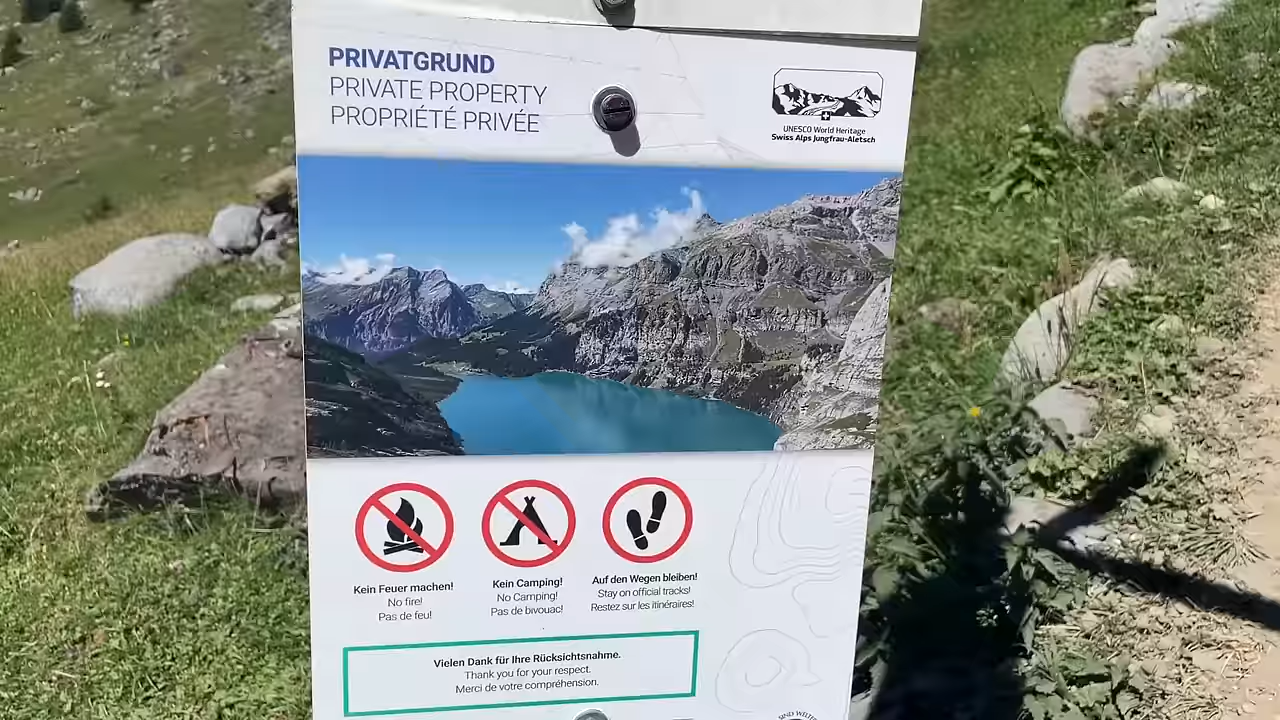 PRIVATGRUND
PRIVATE PROPERTY
PROPRIÉTÉ PRIVÉE
UNESCO World Heritage
Swiss Alps Jungfrau-Aletsch
Kein Feuer machen!
No fire!
Pas de feu!
Kein Camping!
No Camping!
Pas de bivouac!
Auf den Wegen bleiben!
Stay on official tracks!
Restez sur les itinéraires!
Vielen Dank für Ihre Rücksichtsnahme.
Thank you for your respect.
Merci de votre compréhension.
SIND